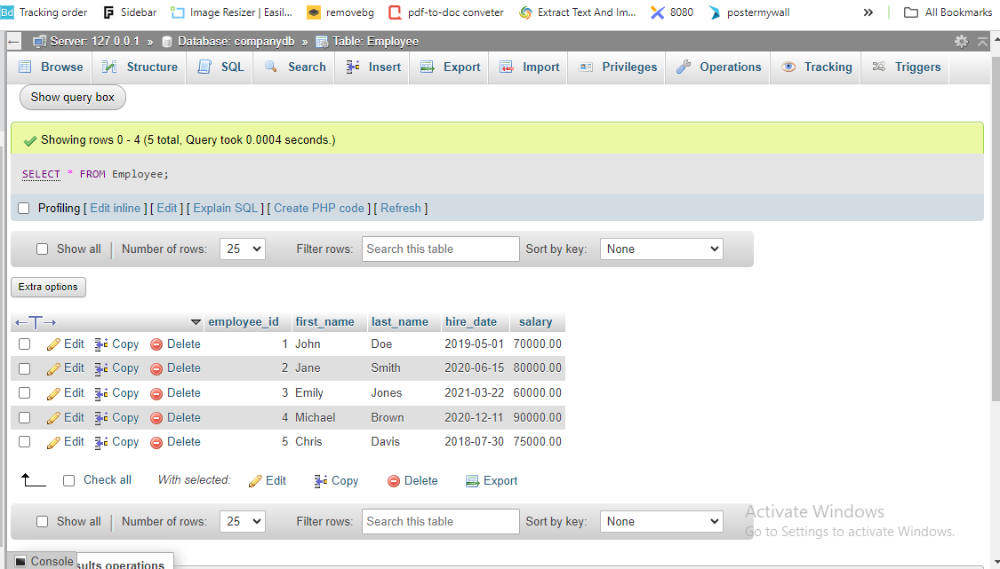 Bd Tracking order Sidebar Image Resizer | Easil... removebg pdf-to-doc conveter Extract Text And Im... 8080 postermywall » All Bookmarks
Server: 127.0.0.1 » Database: companydb » Table: Employee
Browse Structure SQL Search Insert Export Import Privileges Operations Tracking Triggers
Show query box
Showing rows 0 - 4 (5 total, Query took 0.0004 seconds.)
SELECT * FROM Employee;
Profiling [ Edit inline ] [ Edit ] [ Explain SQL ] [ Create PHP code ] [ Refresh ]
Show all Number of rows: 25 Filter rows: Search this table Sort by key: None
Extra options
←T→ employee_id first_name last_name hire_date salary
Edit Copy Delete 1 John Doe 2019-05-01 70000.00
Edit Copy Delete 2 Jane Smith 2020-06-15 80000.00
Edit Copy Delete 3 Emily Jones 2021-03-22 60000.00
Edit Copy Delete 4 Michael Brown 2020-12-11 90000.00
Edit Copy Delete 5 Chris Davis 2018-07-30 75000.00
Check all With selected: Edit Copy Delete Export
Show all Number of rows: 25 Filter rows: Search this table Sort by key: None
Activate Windows
Go to Settings to activate Windows.
Console sults operations